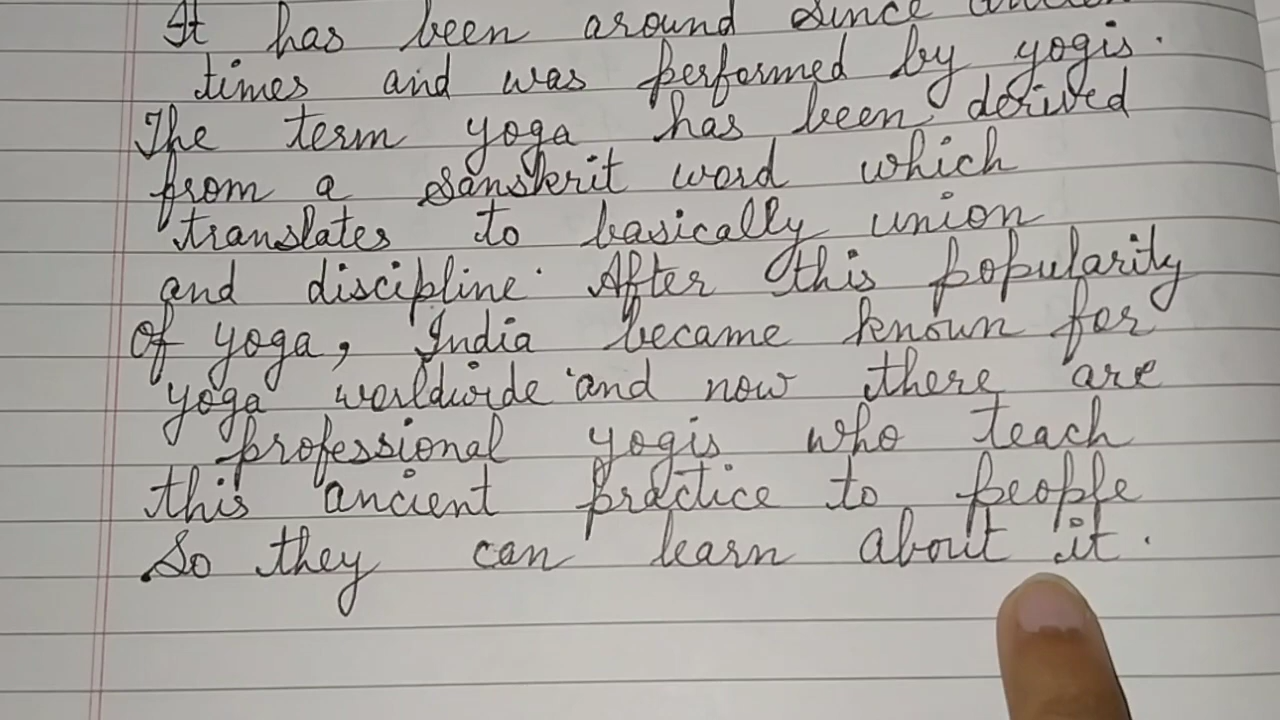 It has been around since
times and was performed by yogis.
The term yoga has been derived
from a sanskrit word which
translates to basically union
and discipline. After this popularity
of yoga, India became known for
yoga worldwide and now there are
professional yogis who teach
this ancient practice to people
So they can learn about it.